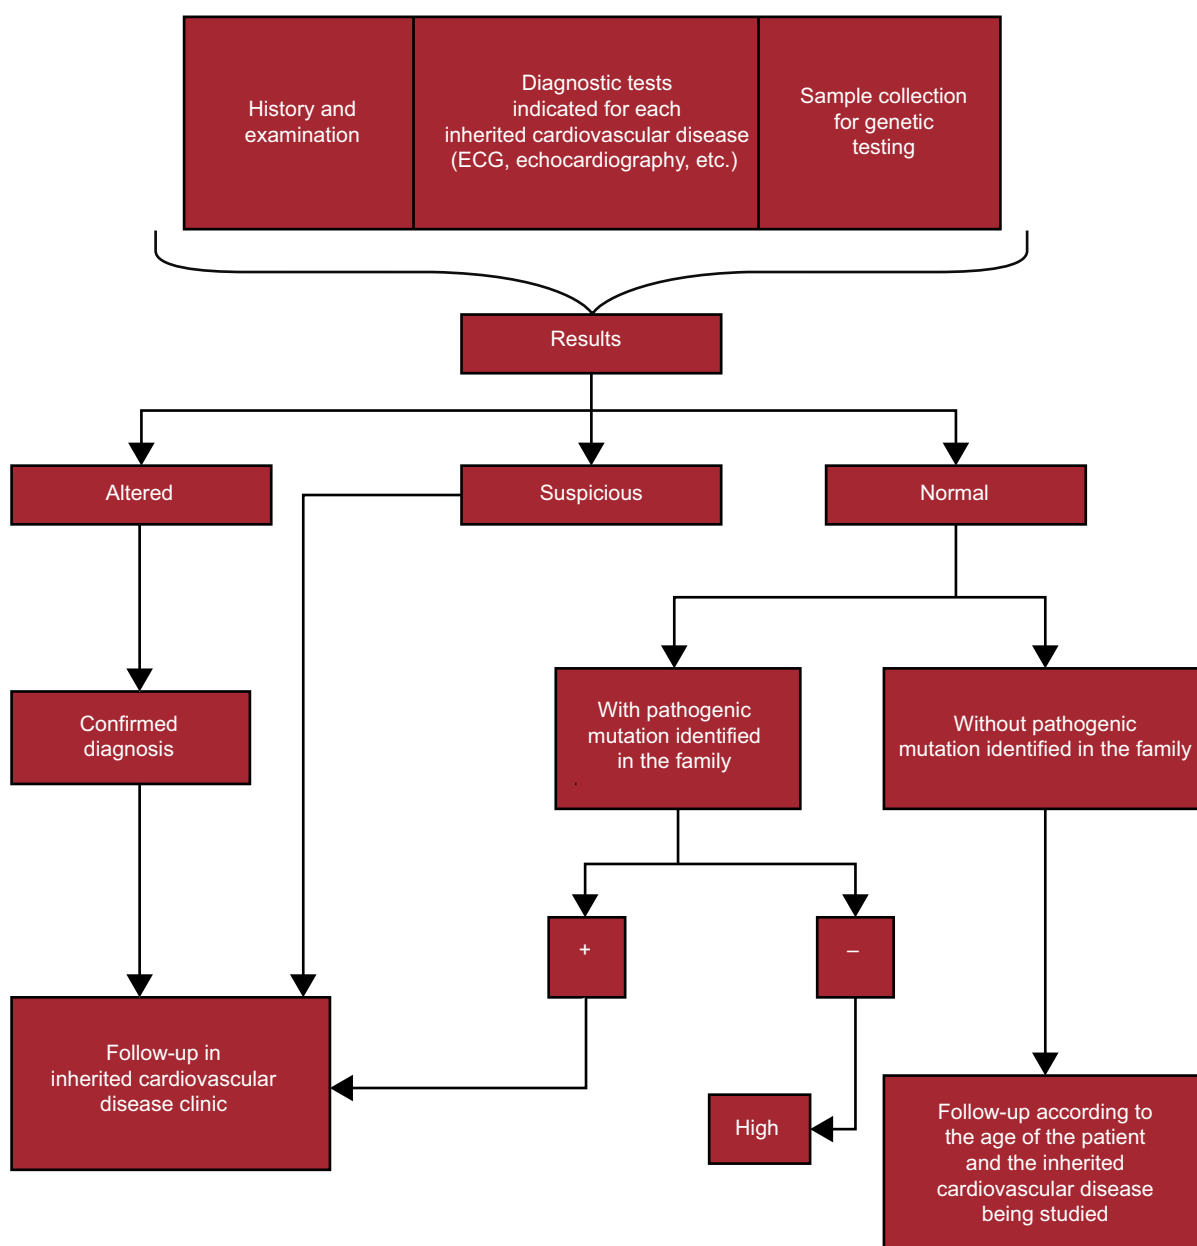 History and
examination
Diagnostic tests
indicated for each
inherited cardiovascular disease
(ECG, echocardiography, etc.)
Sample collection
for genetic
testing
Results
Altered
Suspicious
Normal
Confirmed
diagnosis
With pathogenic
mutation identified
in the family
Without pathogenic
mutation identified in the family
+
–
Follow-up in
inherited cardiovascular
disease clinic
High
Follow-up according to
the age of the patient
and the inherited
cardiovascular disease
being studied